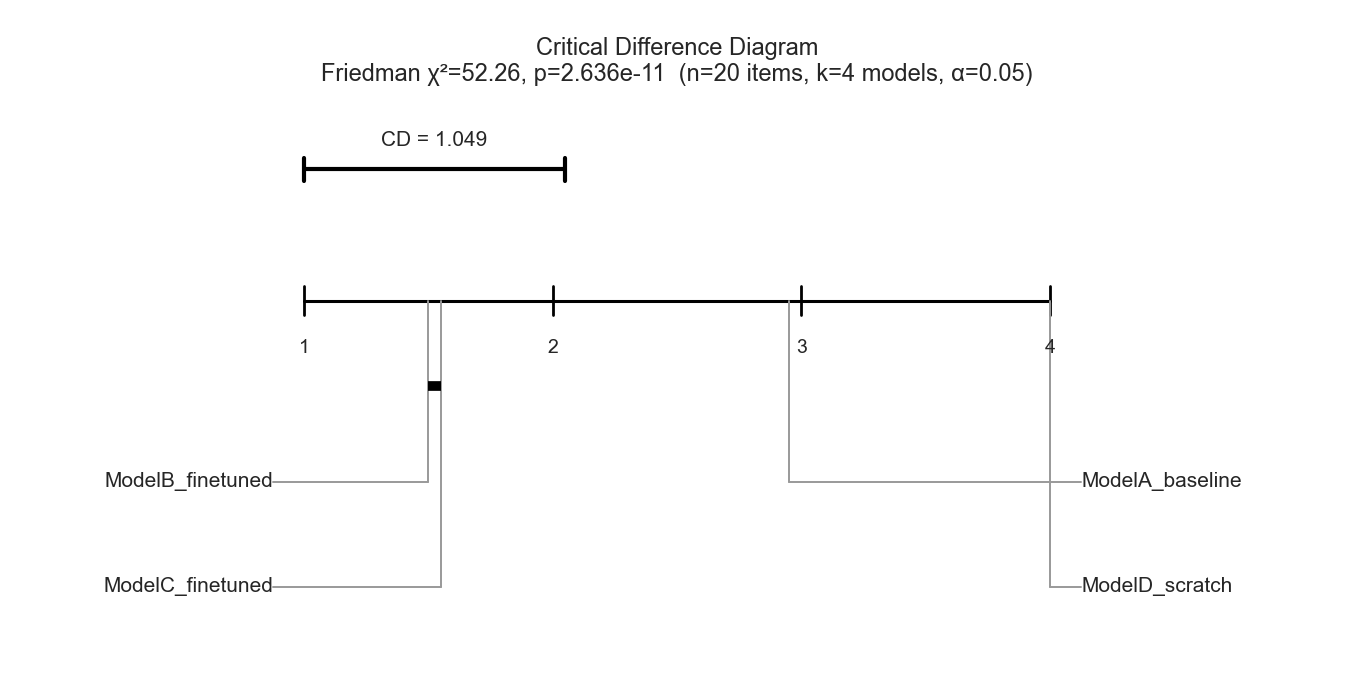 Critical Difference Diagram
Friedman χ²=52.26, p=2.636e-11  (n=20 items, k=4 models, α=0.05)
CD = 1.049
1
2
3
4
ModelB_finetuned
ModelA_baseline
ModelC_finetuned
ModelD_scratch